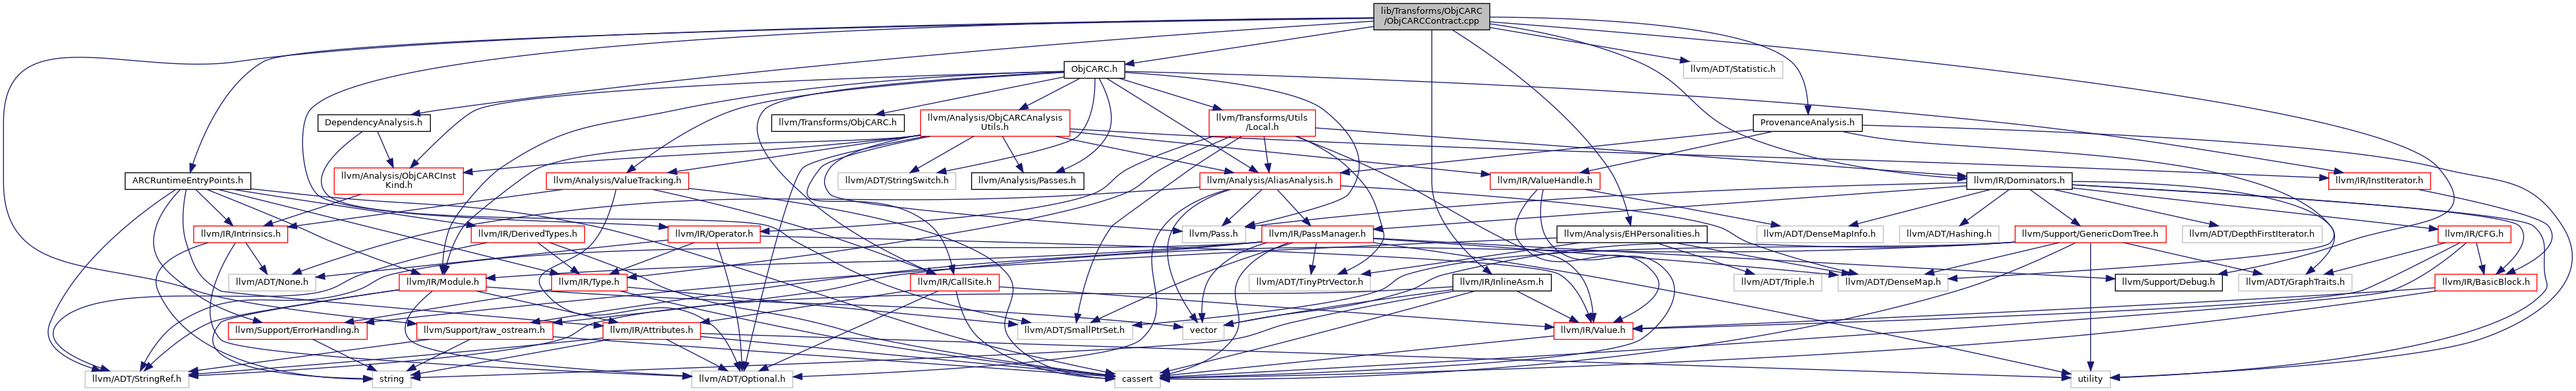 lib/Transforms/ObjCARC
/ObjCARCContract.cpp
ObjCARC.h
llvm/ADT/Statistic.h
DependencyAnalysis.h
llvm/Transforms/ObjCARC.h
llvm/Analysis/ObjCARCAnalysis
Utils.h
llvm/Transforms/Utils
/Local.h
ProvenanceAnalysis.h
ARCRuntimeEntryPoints.h
llvm/Analysis/ObjCARCInst
Kind.h
llvm/Analysis/ValueTracking.h
llvm/ADT/StringSwitch.h
llvm/Analysis/Passes.h
llvm/Analysis/AliasAnalysis.h
llvm/IR/ValueHandle.h
llvm/IR/Dominators.h
llvm/IR/InstIterator.h
llvm/IR/Intrinsics.h
llvm/IR/DerivedTypes.h
llvm/IR/Operator.h
llvm/Pass.h
llvm/IR/PassManager.h
llvm/Analysis/EHPersonalities.h
llvm/ADT/DenseMapInfo.h
llvm/ADT/Hashing.h
llvm/Support/GenericDomTree.h
llvm/ADT/DepthFirstIterator.h
llvm/IR/CFG.h
llvm/ADT/None.h
llvm/IR/Module.h
llvm/IR/Type.h
llvm/IR/CallSite.h
llvm/ADT/TinyPtrVector.h
llvm/IR/InlineAsm.h
llvm/ADT/Triple.h
llvm/ADT/DenseMap.h
llvm/Support/Debug.h
llvm/ADT/GraphTraits.h
llvm/IR/BasicBlock.h
llvm/Support/ErrorHandling.h
llvm/Support/raw_ostream.h
llvm/IR/Attributes.h
llvm/ADT/SmallPtrSet.h
vector
llvm/IR/Value.h
llvm/ADT/StringRef.h
string
llvm/ADT/Optional.h
cassert
utility